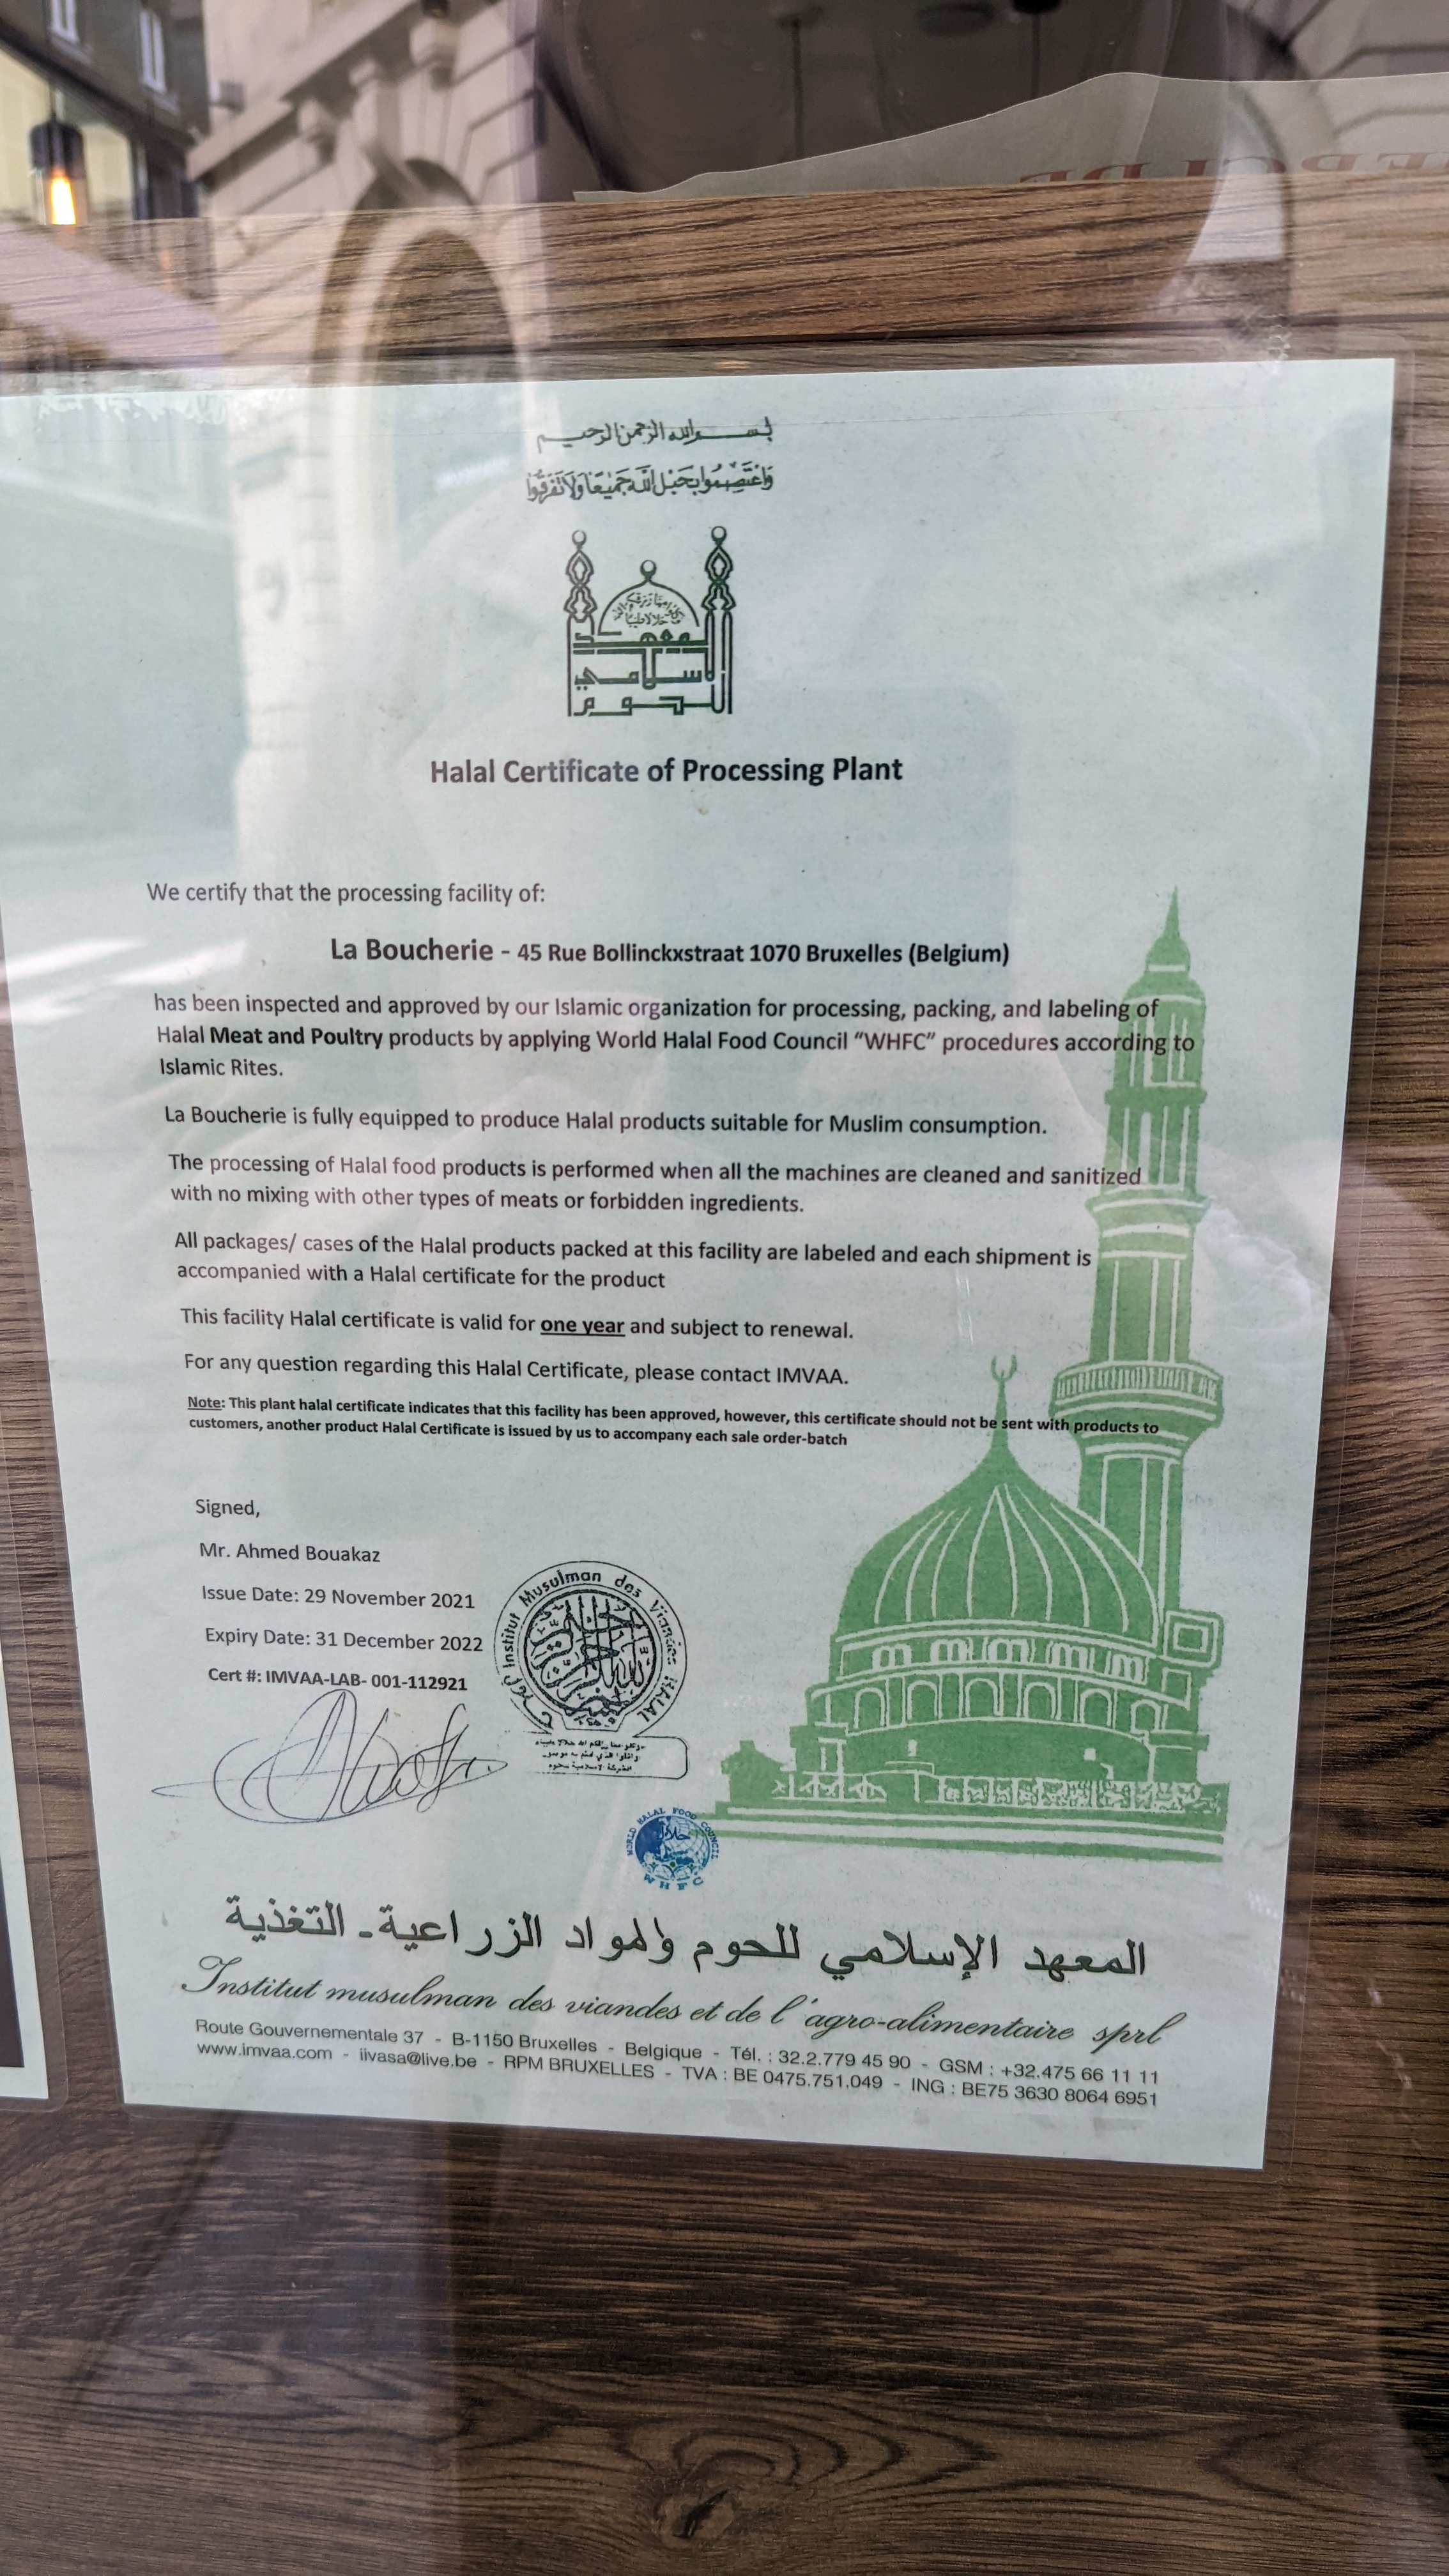 بسم الله الرحمن الرحيم
وَاعْتَصِمُوا بِحَبْلِ اللَّهِ جَمِيعًا وَلَا تَفَرَّقُوا
معهد
اسلامي
اللحوم
Halal Certificate of Processing Plant
We certify that the processing facility of:
La Boucherie - 45 Rue Bollinckxstraat 1070 Bruxelles (Belgium)
has been inspected and approved by our Islamic organization for processing, packing, and labeling of
Halal Meat and Poultry products by applying World Halal Food Council “WHFC” procedures according to
Islamic Rites.
La Boucherie is fully equipped to produce Halal products suitable for Muslim consumption.
The processing of Halal food products is performed when all the machines are cleaned and sanitized
with no mixing with other types of meats or forbidden ingredients.
All packages/ cases of the Halal products packed at this facility are labeled and each shipment is
accompanied with a Halal certificate for the product
This facility Halal certificate is valid for one year and subject to renewal.
For any question regarding this Halal Certificate, please contact IMVAA.
Note: This plant halal certificate indicates that this facility has been approved, however, this certificate should not be sent with products to
customers, another product Halal Certificate is issued by us to accompany each sale order-batch
Signed,
Mr. Ahmed Bouakaz
Issue Date: 29 November 2021
Expiry Date: 31 December 2022
Cert #: IMVAA-LAB- 001-112921
Institut Musulman des Viandes HALAL
WORLD HALAL FOOD COUNCIL
حلال
WHFC
المعهد الإسلامي للحوم والمواد الزراعية - التغذية
Institut musulman des viandes et de l'agro-alimentaire sprl
Route Gouvernementale 37 - B-1150 Bruxelles - Belgique - Tél. : 32.2.779 45 90 - GSM : +32.475 66 11 11
www.imvaa.com - iivasa@live.be - RPM BRUXELLES - TVA : BE 0475.751.049 - ING : BE75 3630 8064 6951